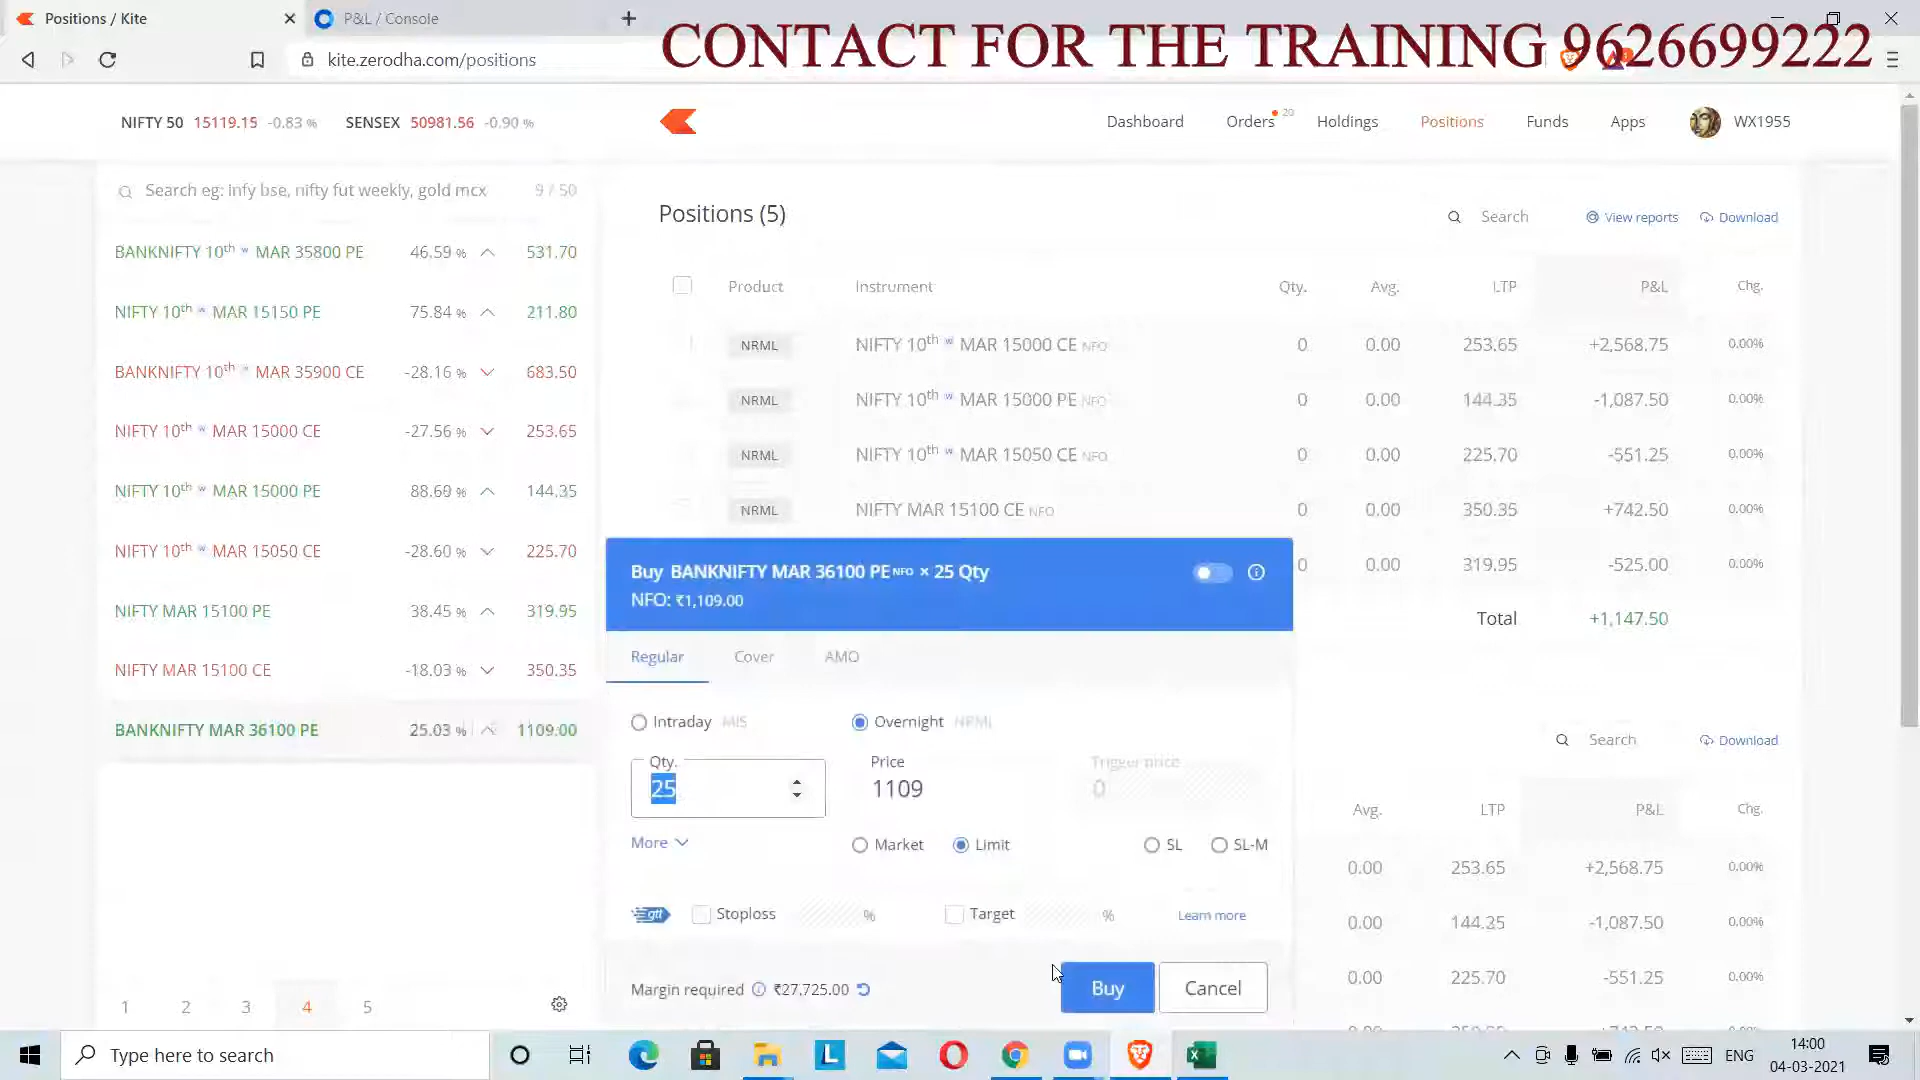 Positions / Kite
P&L / Console
kite.zerodha.com/positions
CONTACT FOR THE TRAINING 9626699222
NIFTY 50 15119.15 -0.83 % SENSEX 50981.56 -0.90 %
Dashboard Orders 20 Holdings Positions Funds Apps WX1955
Search eg: infy bse, nifty fut weekly, gold mcx 9 / 50
BANKNIFTY 10th w MAR 35800 PE 46.59 % 531.70
NIFTY 10th w MAR 15150 PE 75.84 % 211.80
BANKNIFTY 10th w MAR 35900 CE -28.16 % 683.50
NIFTY 10th w MAR 15000 CE -27.56 % 253.65
NIFTY 10th w MAR 15000 PE 88.69 % 144.35
NIFTY 10th w MAR 15050 CE -28.60 % 225.70
NIFTY MAR 15100 PE 38.45 % 319.95
NIFTY MAR 15100 CE -18.03 % 350.35
BANKNIFTY MAR 36100 PE 25.03 % 1109.00
1 2 3 4 5
Positions (5)
Search View reports Download
Product Instrument Qty. Avg. LTP P&L Chg.
NRML NIFTY 10th w MAR 15000 CE NFO 0 0.00 253.65 +2,568.75 0.00%
NRML NIFTY 10th w MAR 15000 PE NFO 0 0.00 144.35 -1,087.50 0.00%
NRML NIFTY 10th w MAR 15050 CE NFO 0 0.00 225.70 -551.25 0.00%
NRML NIFTY MAR 15100 CE NFO 0 0.00 350.35 +742.50 0.00%
0 0.00 319.95 -525.00 0.00%
Total +1,147.50
Buy BANKNIFTY MAR 36100 PE NFO × 25 Qty
NFO: ₹1,109.00
Regular Cover AMO
Intraday MIS Overnight NRML
Qty. Price Trigger price
25 1109 0
More Market Limit SL SL-M
gtt Stoploss % Target % Learn more
Margin required ₹27,725.00 Buy Cancel
Search Download
Avg. LTP P&L Chg.
0.00 253.65 +2,568.75 0.00%
0.00 144.35 -1,087.50 0.00%
0.00 225.70 -551.25 0.00%
Type here to search
ENG
14:00
04-03-2021